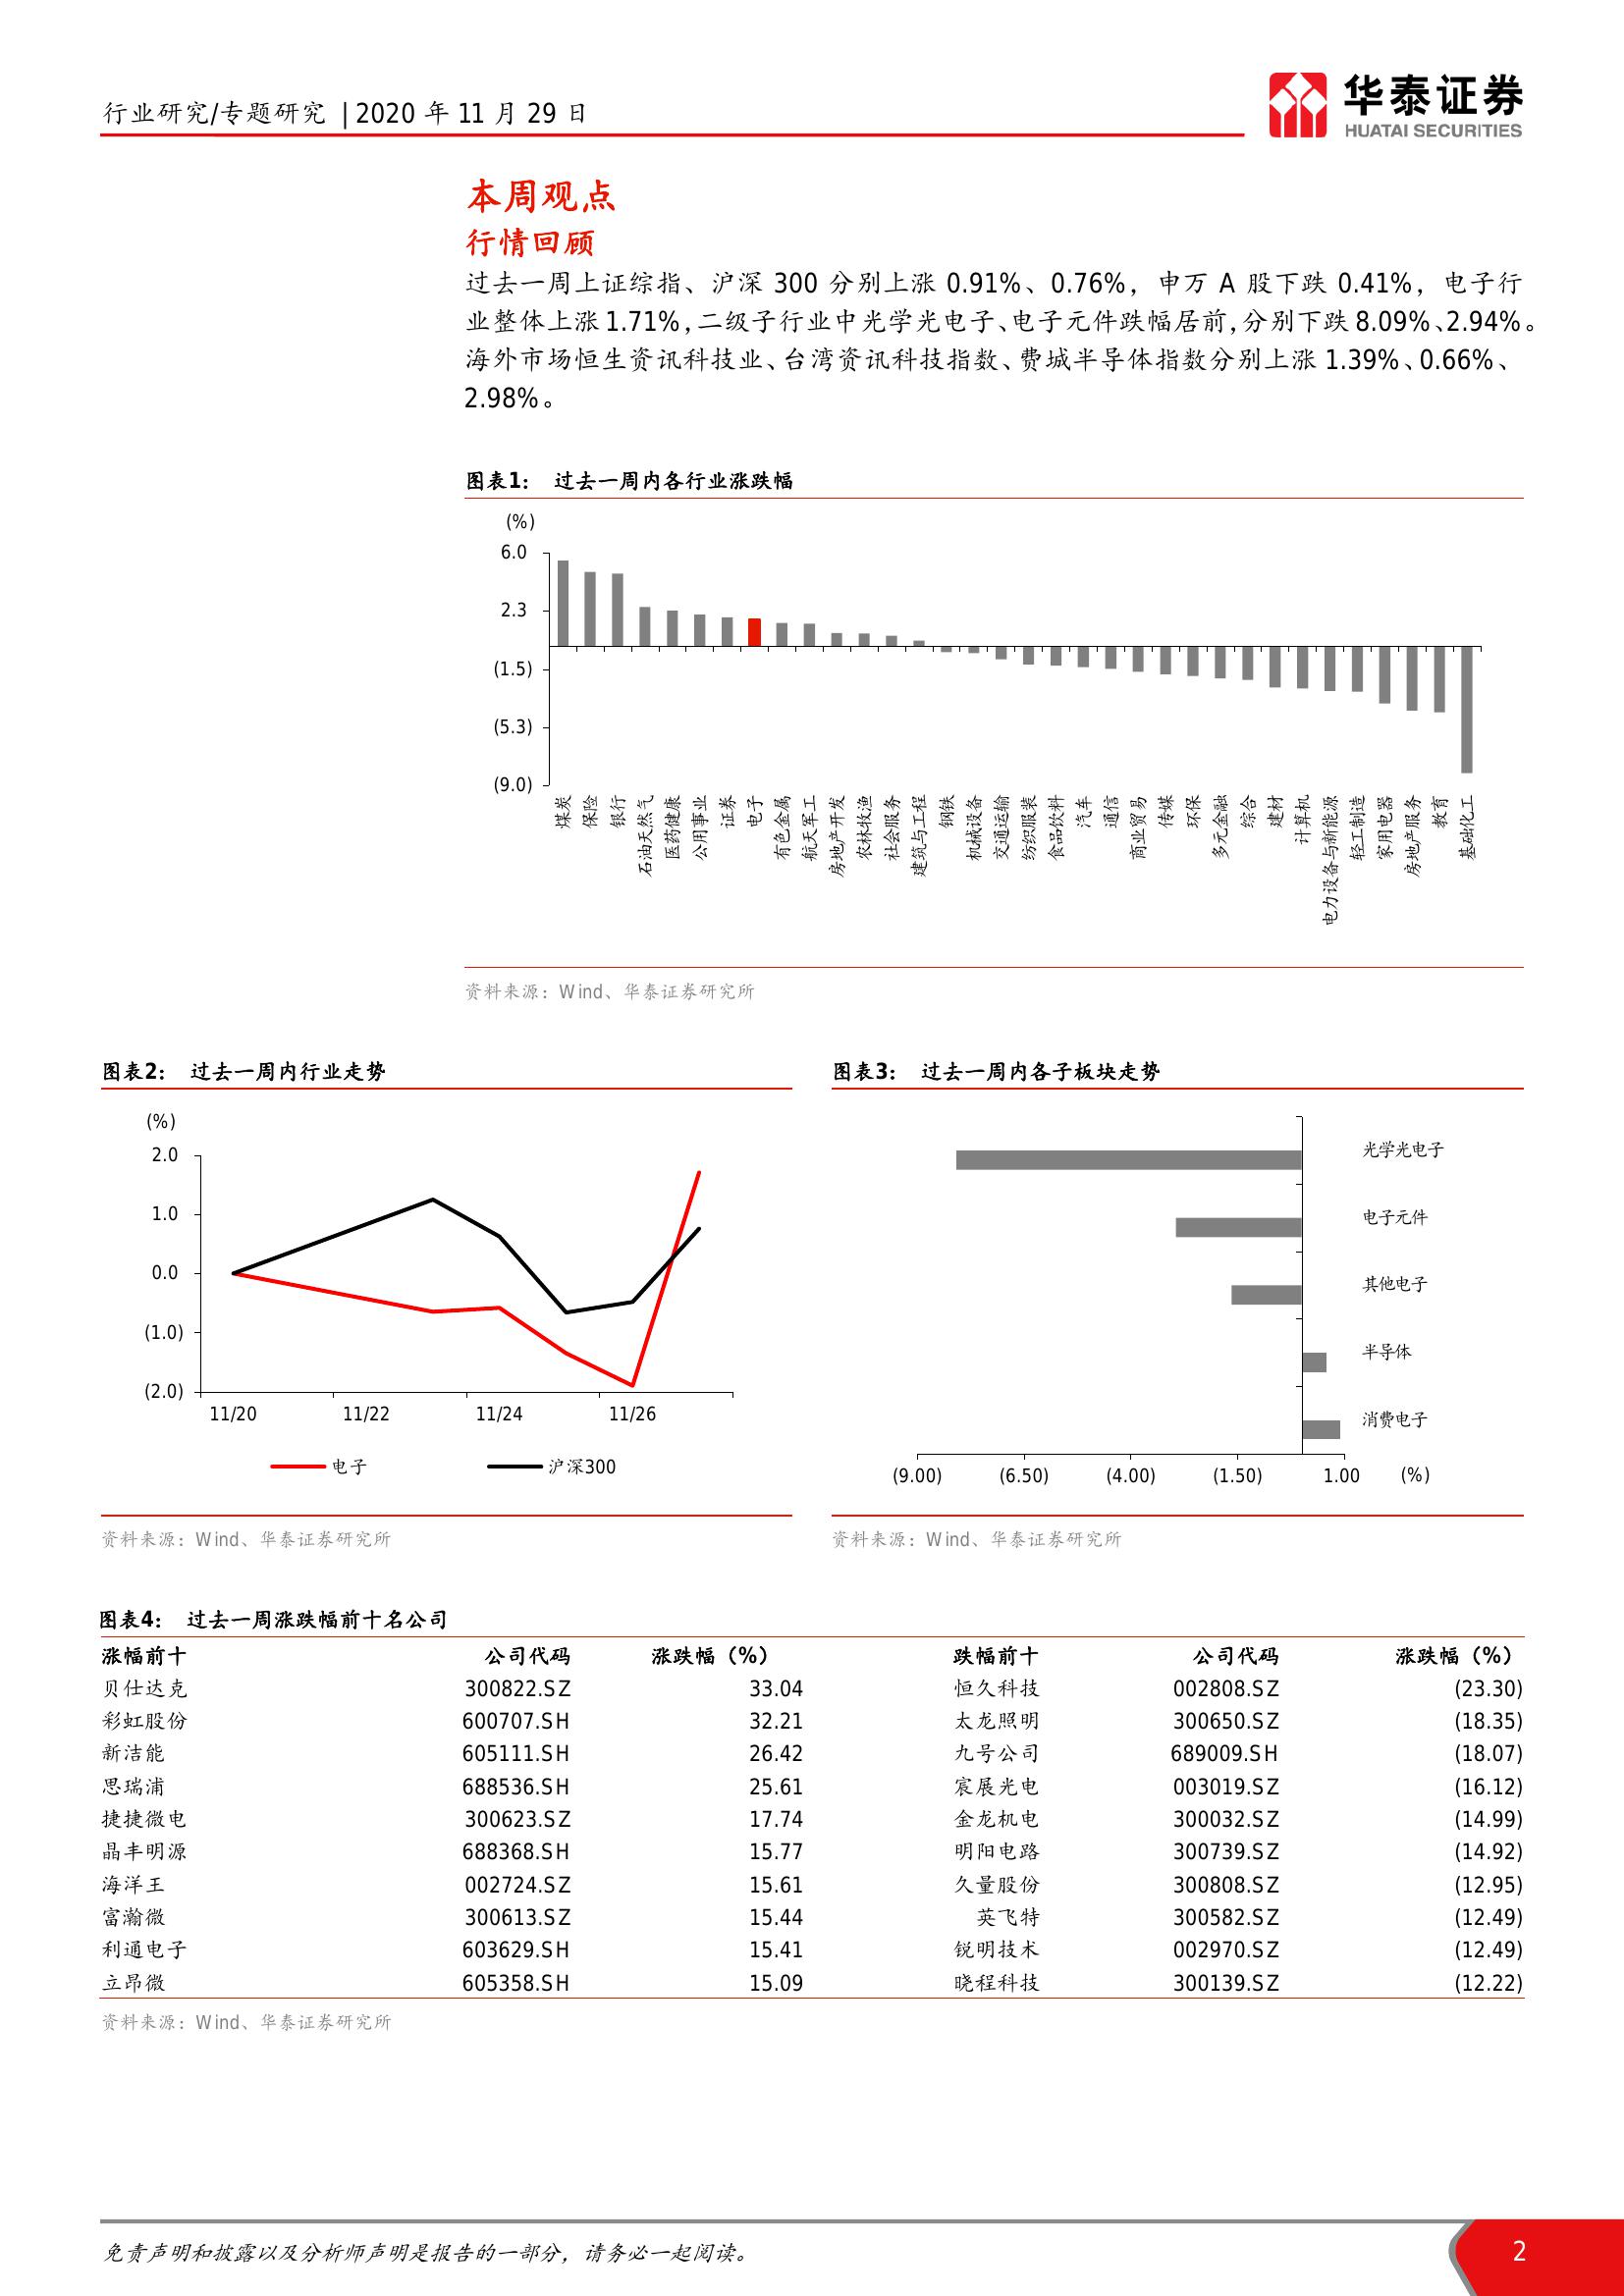 行业研究/专题研究 | 2020 年 11 月 29 日
华泰证券
HUATAI SECURITIES
本周观点
行情回顾
过去一周上证综指、沪深 300 分别上涨 0.91%、0.76%，申万 A 股下跌 0.41%，电子行
业整体上涨 1.71%，二级子行业中光学光电子、电子元件跌幅居前，分别下跌 8.09%、2.94%。
海外市场恒生资讯科技业、台湾资讯科技指数、费城半导体指数分别上涨 1.39%、0.66%、
2.98%。
图表1： 过去一周内各行业涨跌幅
(%)
6.0
2.3
(1.5)
(5.3)
(9.0)
煤炭
保险
银行
石油天然气
医药健康
公用事业
证券
电子
有色金属
航天军工
房地产开发
农林牧渔
社会服务
建筑与工程
钢铁
机械设备
交通运输
纺织服装
食品饮料
汽车
通信
商业贸易
传媒
环保
多元金融
综合
建材
计算机
电力设备与新能源
轻工制造
家用电器
房地产服务
教育
基础化工
资料来源：Wind、华泰证券研究所
图表2： 过去一周内行业走势
(%)
2.0
1.0
0.0
(1.0)
(2.0)
11/20 11/22 11/24 11/26
电子 沪深300
资料来源：Wind、华泰证券研究所
图表3： 过去一周内各子板块走势
光学光电子
电子元件
其他电子
半导体
消费电子
(9.00) (6.50) (4.00) (1.50) 1.00 (%)
资料来源：Wind、华泰证券研究所
图表4： 过去一周涨跌幅前十名公司
涨幅前十 公司代码 涨跌幅（%） 跌幅前十 公司代码 涨跌幅（%）
贝仕达克 300822.SZ 33.04 恒久科技 002808.SZ (23.30)
彩虹股份 600707.SH 32.21 太龙照明 300650.SZ (18.35)
新洁能 605111.SH 26.42 九号公司 689009.SH (18.07)
思瑞浦 688536.SH 25.61 宸展光电 003019.SZ (16.12)
捷捷微电 300623.SZ 17.74 金龙机电 300032.SZ (14.99)
晶丰明源 688368.SH 15.77 明阳电路 300739.SZ (14.92)
海洋王 002724.SZ 15.61 久量股份 300808.SZ (12.95)
富瀚微 300613.SZ 15.44 英飞特 300582.SZ (12.49)
利通电子 603629.SH 15.41 锐明技术 002970.SZ (12.49)
立昂微 605358.SH 15.09 晓程科技 300139.SZ (12.22)
资料来源：Wind、华泰证券研究所
免责声明和披露以及分析师声明是报告的一部分，请务必一起阅读。
2